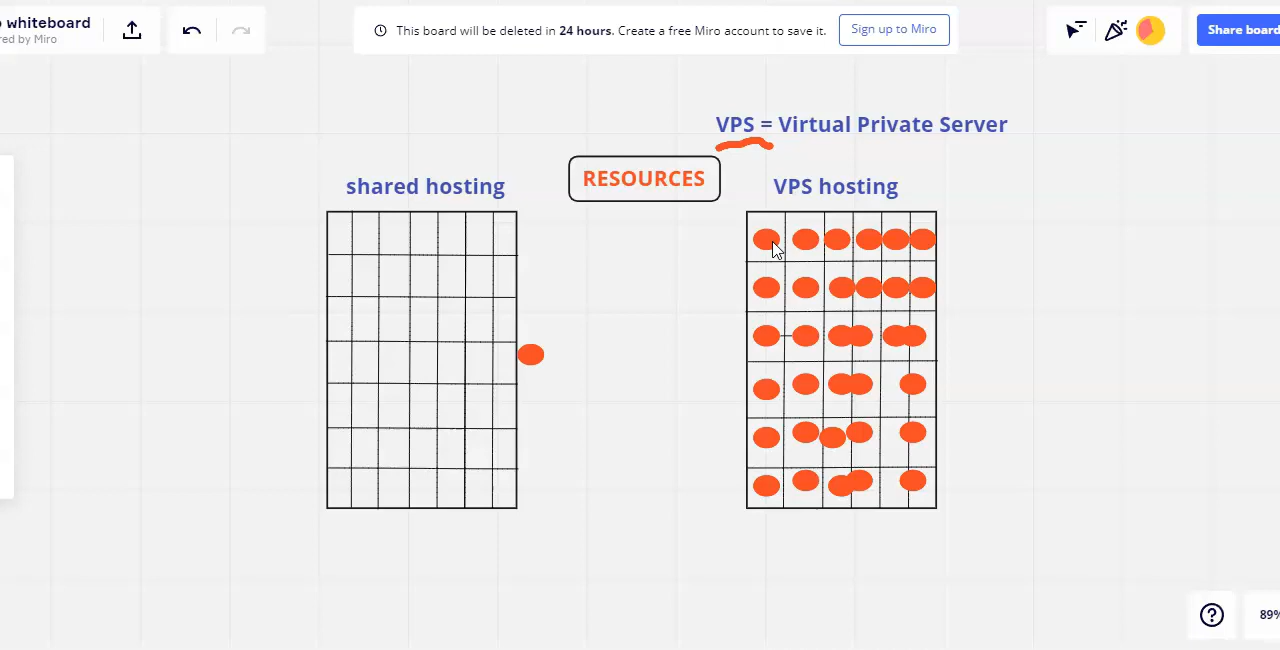 whiteboard
ed by Miro
This board will be deleted in 24 hours. Create a free Miro account to save it.
Sign up to Miro
Share board
VPS = Virtual Private Server
RESOURCES
shared hosting
VPS hosting
89%